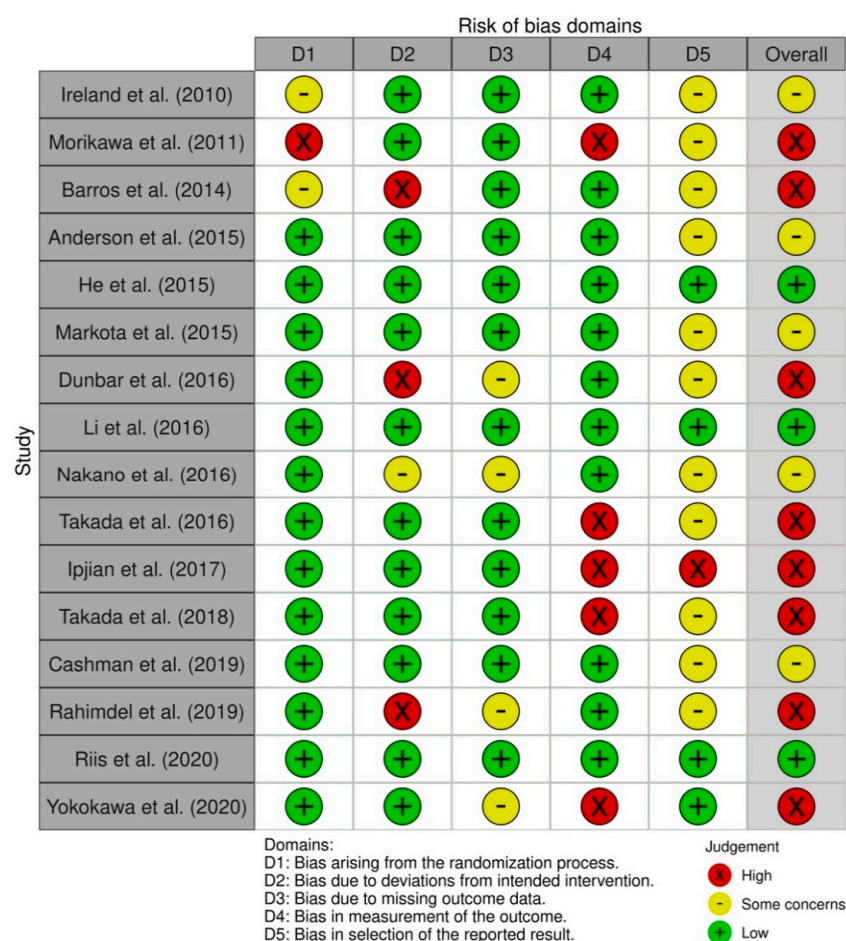 Risk of bias domains
D1 D2 D3 D4 D5 Overall
Study
Ireland et al. (2010) - + + + - -
Morikawa et al. (2011) X + + X - X
Barros et al. (2014) - X + + - X
Anderson et al. (2015) + + + + - -
He et al. (2015) + + + + + +
Markota et al. (2015) + + + + - -
Dunbar et al. (2016) + X - + - X
Li et al. (2016) + + + + + +
Nakano et al. (2016) + - - + - -
Takada et al. (2016) + + + X - X
Ipjian et al. (2017) + + + X X X
Takada et al. (2018) + + + X - X
Cashman et al. (2019) + + + + - -
Rahimdel et al. (2019) + X - + - X
Riis et al. (2020) + + + + + +
Yokokawa et al. (2020) + + - X + X
Domains:
D1: Bias arising from the randomization process.
D2: Bias due to deviations from intended intervention.
D3: Bias due to missing outcome data.
D4: Bias in measurement of the outcome.
D5: Bias in selection of the reported result.
Judgement
X High
- Some concerns
+ Low